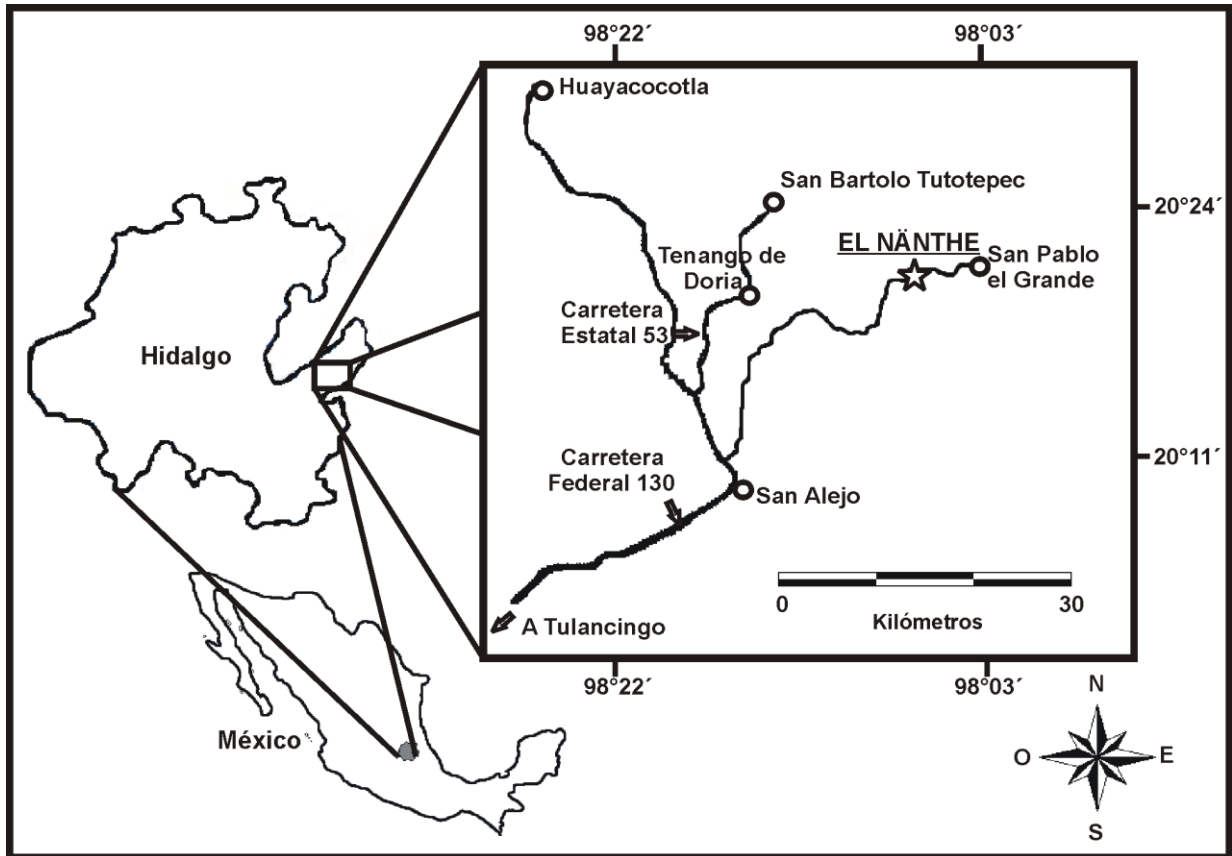 98°22´
98°03´
Huayacocotla
San Bartolo Tutotepec
20°24´
EL NÄNTHE
Tenango de
Doria
San Pablo
el Grande
Carretera
Estatal 53
Hidalgo
20°11´
Carretera
Federal 130
San Alejo
0
30
Kilómetros
A Tulancingo
98°22´
98°03´
México
N
O
E
S